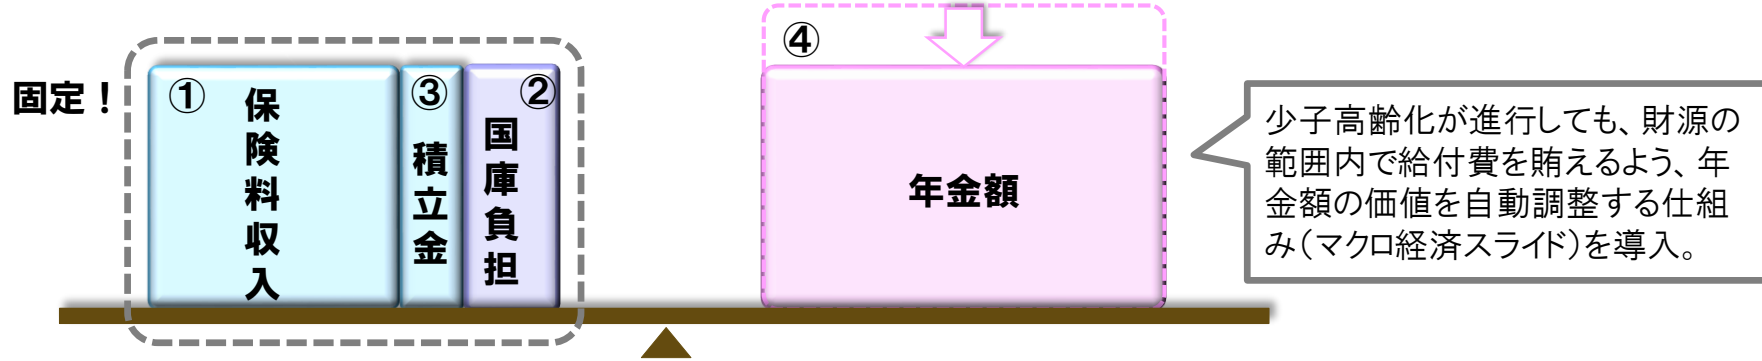 固定！
①
保険料収入
③
積立金
②
国庫負担
④
年金額
少子高齢化が進行しても、財源の
範囲内で給付費を賄えるよう、年
金額の価値を自動調整する仕組
み（マクロ経済スライド）を導入。